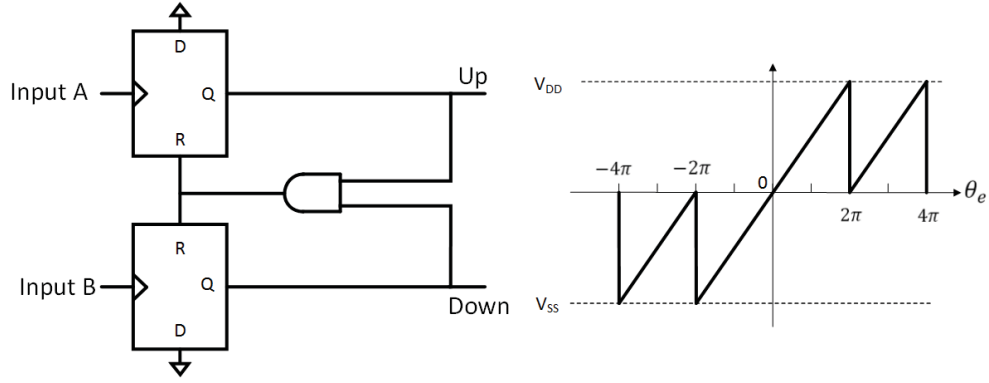 D
Input A
Q
Up
R
R
Input B
Q
Down
D
V_DD
−4π
−2π
0
θ_e
2π
4π
V_SS